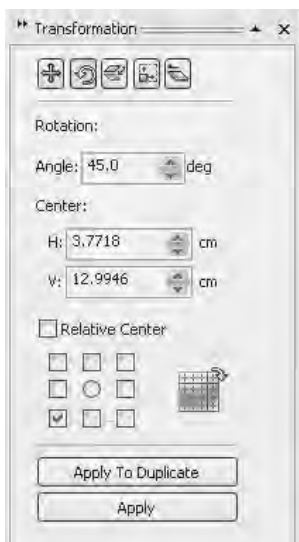 Transformation
Rotation:
Angle: 45.0 deg
Center:
H: 3.7718 cm
V: 12.9946 cm
Relative Center
Apply To Duplicate
Apply